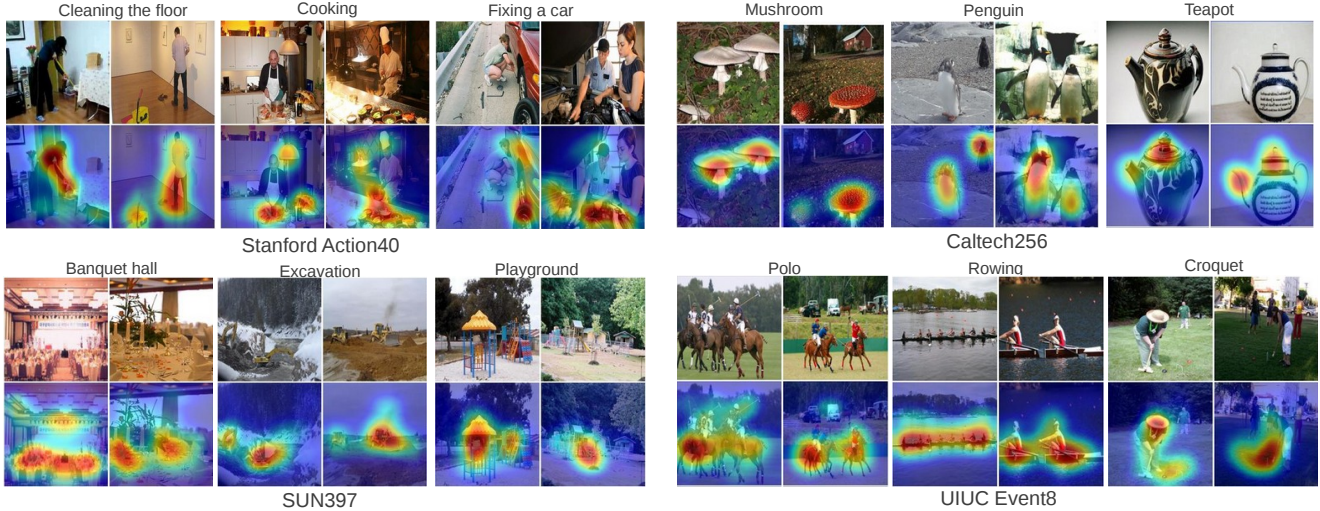 Cleaning the floor
Cooking
Fixing a car
Mushroom
Penguin
Teapot
Stanford Action40
Caltech256
Banquet hall
Excavation
Playground
Polo
Rowing
Croquet
SUN397
UIUC Event8